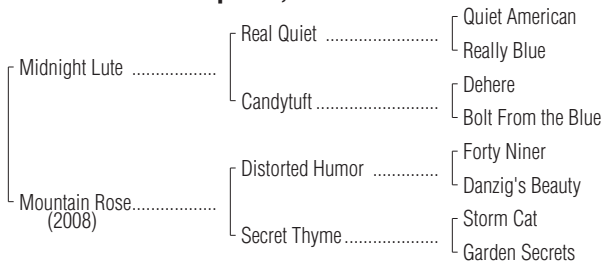 Quiet American
Real Quiet ........................
Really Blue
Midnight Lute ..................
Dehere
Candytuft..........................
Bolt From the Blue
Forty Niner
Distorted Humor ..............
Danzig's Beauty
Mountain Rose..................
(2008)
Storm Cat
Secret Thyme....................
Garden Secrets